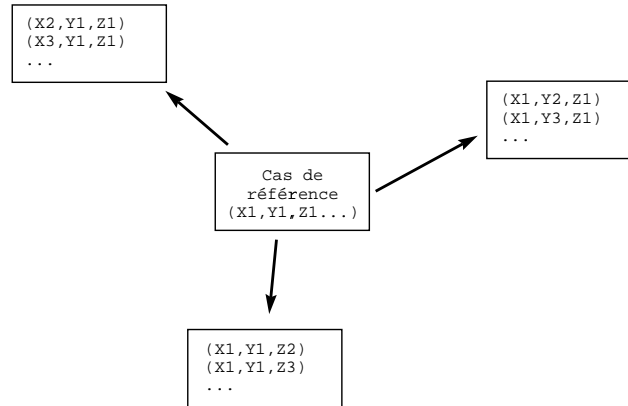 (X2,Y1,Z1)
(X3,Y1,Z1)
...
(X1,Y2,Z1)
(X1,Y3,Z1)
...
Cas de
référence
(X1,Y1,Z1...)
(X1,Y1,Z2)
(X1,Y1,Z3)
...